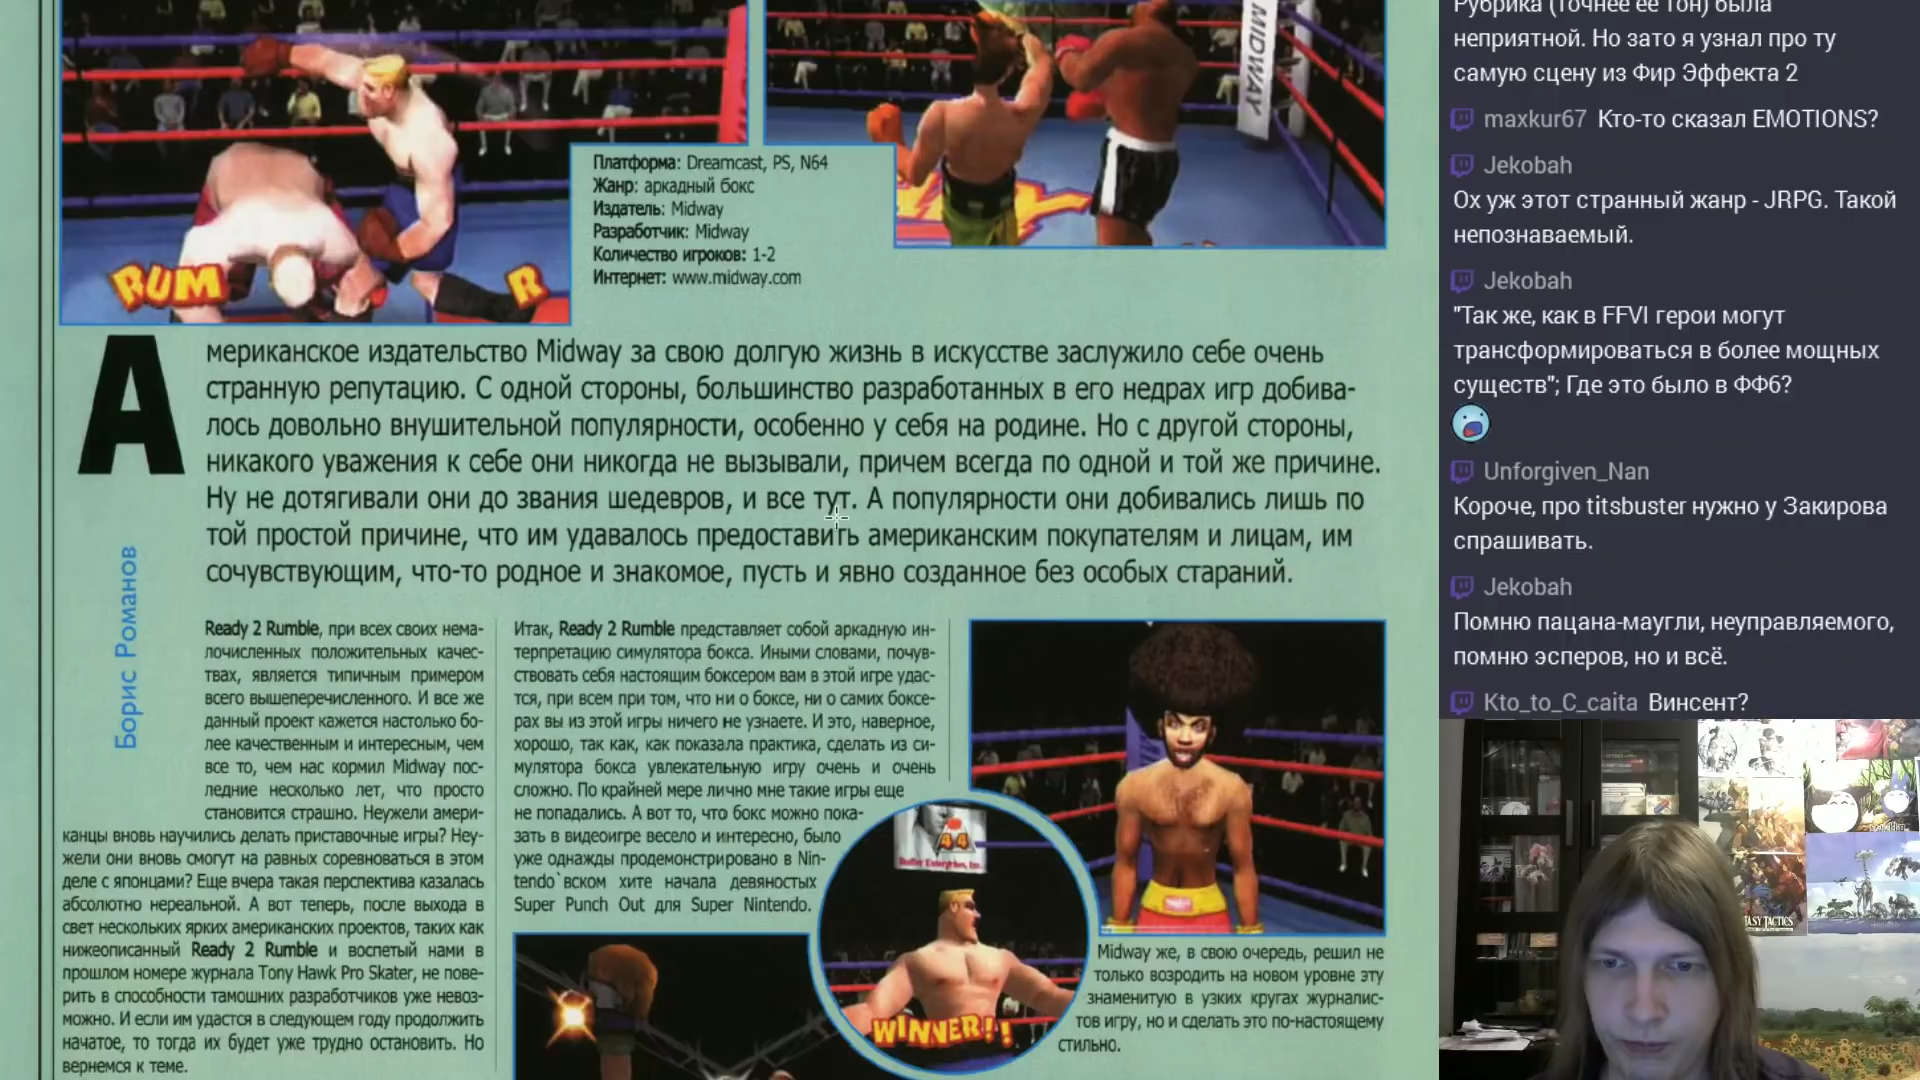 MIDWAY
RUM
R
Платформа: Dreamcast, PS, N64
Жанр: аркадный бокс
Издатель: Midway
Разработчик: Midway
Количество игроков: 1-2
Интернет: www.midway.com
Американское издательство Midway за свою долгую жизнь в искусстве заслужило себе очень
странную репутацию. С одной стороны, большинство разработанных в его недрах игр добива-
лось довольно внушительной популярности, особенно у себя на родине. Но с другой стороны,
никакого уважения к себе они никогда не вызывали, причем всегда по одной и той же причине.
Ну не дотягивали они до звания шедевров, и все тут. А популярности они добивались лишь по
той простой причине, что им удавалось предоставить американским покупателям и лицам, им
сочувствующим, что-то родное и знакомое, пусть и явно созданное без особых стараний.
Борис Романов
Ready 2 Rumble, при всех своих нема-
лочисленных положительных качес-
твах, является типичным примером
всего вышеперечисленного. И все же
данный проект кажется настолько бо-
лее качественным и интересным, чем
все то, чем нас кормил Midway пос-
ледние несколько лет, что просто
становится страшно. Неужели амери-
канцы вновь научились делать приставочные игры? Неу-
жели они вновь смогут на равных соревноваться в этом
деле с японцами? Еще вчера такая перспектива казалась
абсолютно нереальной. А вот теперь, после выхода в
свет нескольких ярких американских проектов, таких как
нижеописанный Ready 2 Rumble и воспетый нами в
прошлом номере журнала Tony Hawk Pro Skater, не пове-
рить в способности тамошних разработчиков уже невоз-
можно. И если им удастся в следующем году продолжить
начатое, то тогда их будет уже трудно остановить. Но
вернемся к теме.
Итак, Ready 2 Rumble представляет собой аркадную ин-
терпретацию симулятора бокса. Иными словами, почув-
ствовать себя настоящим боксером вам в этой игре удас-
тся, при всем при том, что ни о боксе, ни о самих боксе-
рах вы из этой игры ничего не узнаете. И это, наверное,
хорошо, так как, как показала практика, сделать из си-
мулятора бокса увлекательную игру очень и очень
сложно. По крайней мере лично мне такие игры еще
не попадались. А вот то, что бокс можно пока-
зать в видеоигре весело и интересно, было
уже однажды продемонстрировано в Nin-
tendo`вском хите начала девяностых
Super Punch Out для Super Nintendo.
44
WINNER!!
Midway же, в свою очередь, решил не
только возродить на новом уровне эту
знаменитую в узких кругах журналис-
тов игру, но и сделать это по-настоящему
стильно.
Рубрика (точнее её тон) была
неприятной. Но зато я узнал про ту
самую сцену из Фир Эффекта 2
maxkur67 Кто-то сказал EMOTIONS?
Jekobah
Ох уж этот странный жанр - JRPG. Такой
непознаваемый.
Jekobah
"Так же, как в FFVI герои могут
трансформироваться в более мощных
существ"; Где это было в ФФ6?
Unforgiven_Nan
Короче, про titsbuster нужно у Закирова
спрашивать.
Jekobah
Помню пацана-маугли, неуправляемого,
помню эсперов, но и всё.
Kto_to_C_caita Винсент?